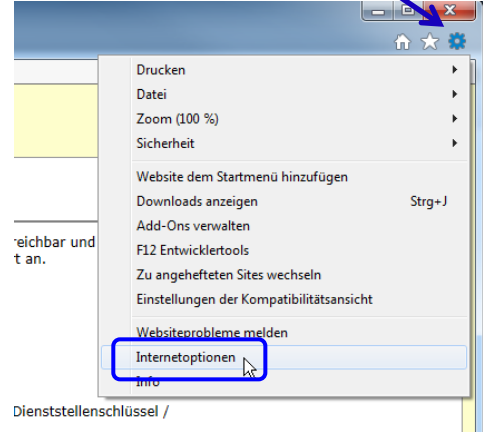 Drucken
Datei
Zoom (100 %)
Sicherheit
Website dem Startmenü hinzufügen
Downloads anzeigen Strg+J
Add-Ons verwalten
reichbar und
F12 Entwicklertools
t an.
Zu angehefteten Sites wechseln
Einstellungen der Kompatibilitätsansicht
Websiteprobleme melden
Internetoptionen
Info
Dienststellenschlüssel /